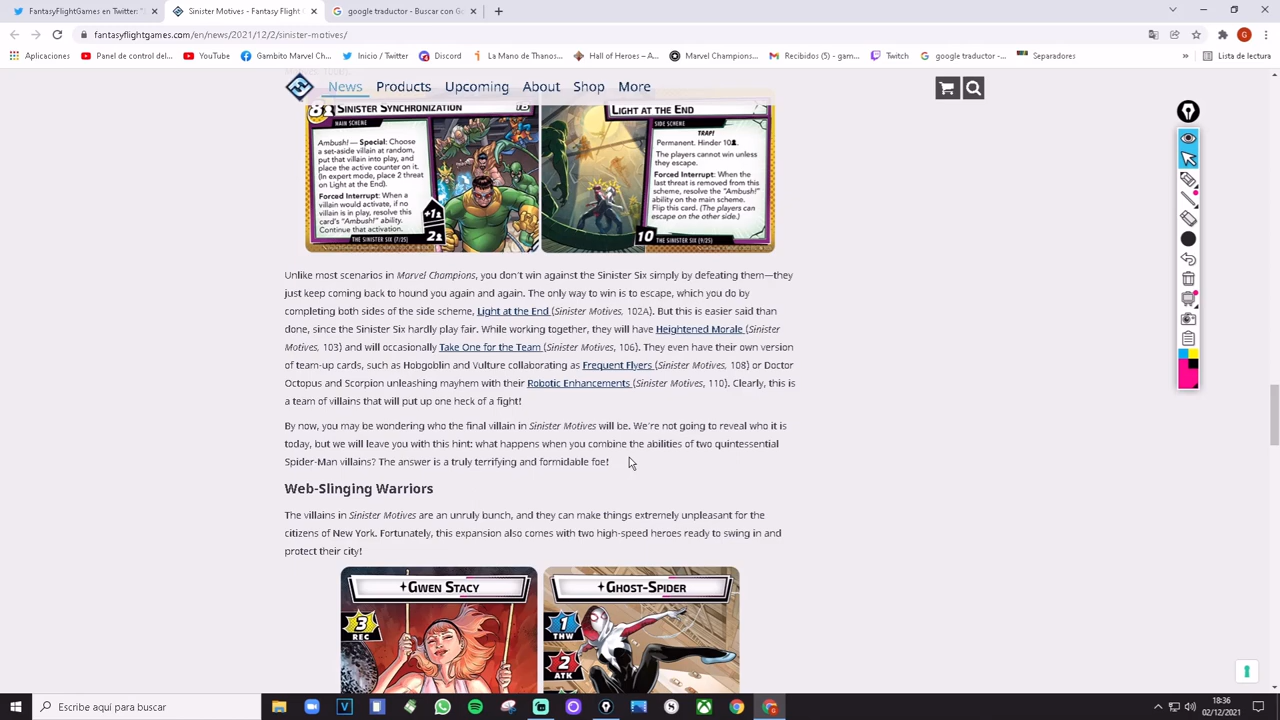 FantasyFlightGames en Twitter: "
Sinister Motives - Fantasy Flight G
google traductor - Buscar con Go
fantasyflightgames.com/en/news/2021/12/2/sinister-motives/
Aplicaciones
Panel de control del...
YouTube
Gambito Marvel Ch...
Inicio / Twitter
Discord
La Mano de Thanos...
Hall of Heroes – A...
Marvel Champions...
Recibidos (5) - gam...
Twitch
google traductor -...
Separadores
»
Lista de lectura
News
Products
Upcoming
About
Shop
More
SINISTER SYNCHRONIZATION
MAIN SCHEME
Ambush! — Special: Choose
a set-aside villain at random,
put that villain into play, and
place the active counter on it.
(In expert mode, place 2 threat
on Light at the End).
Forced Interrupt: When a
villain would activate, if no
villain is in play, resolve this
card's "Ambush!" ability.
Continue that activation.
+1
2
THE SINISTER SIX (7/25)
LIGHT AT THE END
SIDE SCHEME
TRAP!
Permanent. Hinder 10.
The players cannot win unless
they escape.
Forced Interrupt: When the
last threat is removed from this
scheme, resolve the "Ambush!"
ability on the main scheme.
Flip this card. (The players can
escape on the other side.)
10
THE SINISTER SIX (9/25)
Unlike most scenarios in Marvel Champions, you don't win against the Sinister Six simply by defeating them—they
just keep coming back to hound you again and again. The only way to win is to escape, which you do by
completing both sides of the side scheme, Light at the End (Sinister Motives, 102A). But this is easier said than
done, since the Sinister Six hardly play fair. While working together, they will have Heightened Morale (Sinister
Motives, 103) and will occasionally Take One for the Team (Sinister Motives, 106). They even have their own version
of team-up cards, such as Hobgoblin and Vulture collaborating as Frequent Flyers (Sinister Motives, 108) or Doctor
Octopus and Scorpion unleashing mayhem with their Robotic Enhancements (Sinister Motives, 110). Clearly, this is
a team of villains that will put up one heck of a fight!
By now, you may be wondering who the final villain in Sinister Motives will be. We're not going to reveal who it is
today, but we will leave you with this hint: what happens when you combine the abilities of two quintessential
Spider-Man villains? The answer is a truly terrifying and formidable foe!
Web-Slinging Warriors
The villains in Sinister Motives are an unruly bunch, and they can make things extremely unpleasant for the
citizens of New York. Fortunately, this expansion also comes with two high-speed heroes ready to swing in and
protect their city!
GWEN STACY
3
REC
GHOST-SPIDER
1
THW
2
ATK
Escribe aquí para buscar
18:36
02/12/2021